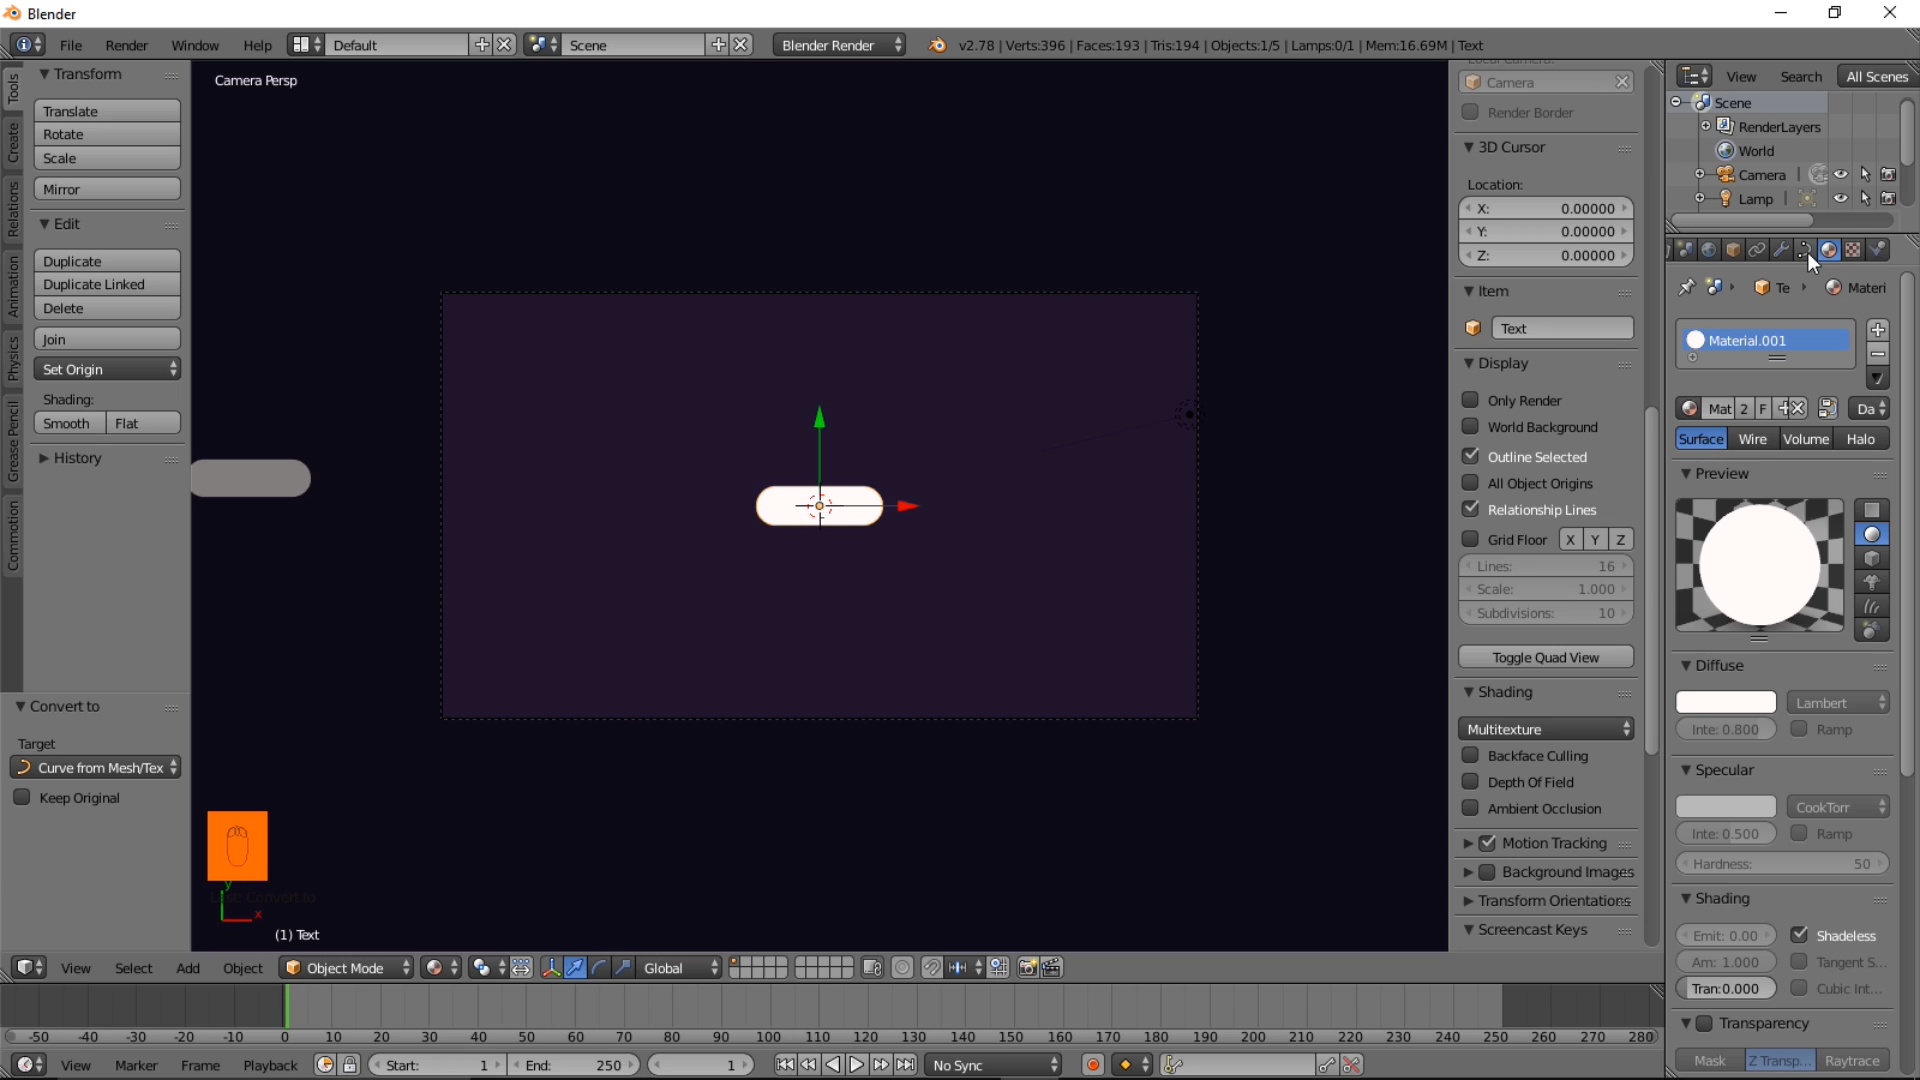 Blender
File Render Window Help Default Scene Blender Render v2.78 | Verts:396 | Faces:193 | Tris:194 | Objects:1/5 | Lamps:0/1 | Mem:16.69M | Text
Tools
Create
Relations
Animation
Physics
Grease Pencil
Commotion
Transform
Translate
Rotate
Scale
Mirror
Edit
Duplicate
Duplicate Linked
Delete
Join
Set Origin
Shading:
Smooth Flat
History
Convert to
Target
Curve from Mesh/Tex
Keep Original
Camera Persp
y
Last: Convert to
x
(1) Text
Local Camera:
Camera
Render Border
3D Cursor
Location:
X: 0.00000
Y: 0.00000
Z: 0.00000
Item
Text
Display
Only Render
World Background
Outline Selected
All Object Origins
Relationship Lines
Grid Floor X Y Z
Lines: 16
Scale: 1.000
Subdivisions: 10
Toggle Quad View
Shading
Multitexture
Backface Culling
Depth Of Field
Ambient Occlusion
Motion Tracking
Background Images
Transform Orientations
Screencast Keys
View Search All Scenes
Scene
RenderLayers
World
Camera
Lamp
Te Materi
Material.001
Mat 2 F Da
Surface Wire Volume Halo
Preview
Diffuse
Lambert
Inte: 0.800 Ramp
Specular
CookTorr
Inte: 0.500 Ramp
Hardness: 50
Shading
Emit: 0.00 Shadeless
Am: 1.000 Tangent S...
Tran:0.000 Cubic Int...
Transparency
Mask Z Transp... Raytrace
View Select Add Object Object Mode Global
-50 -40 -30 -20 -10 0 10 20 30 40 50 60 70 80 90 100 110 120 130 140 150 160 170 180 190 200 210 220 230 240 250 260 270 280
View Marker Frame Playback Start: 1 End: 250 1 No Sync